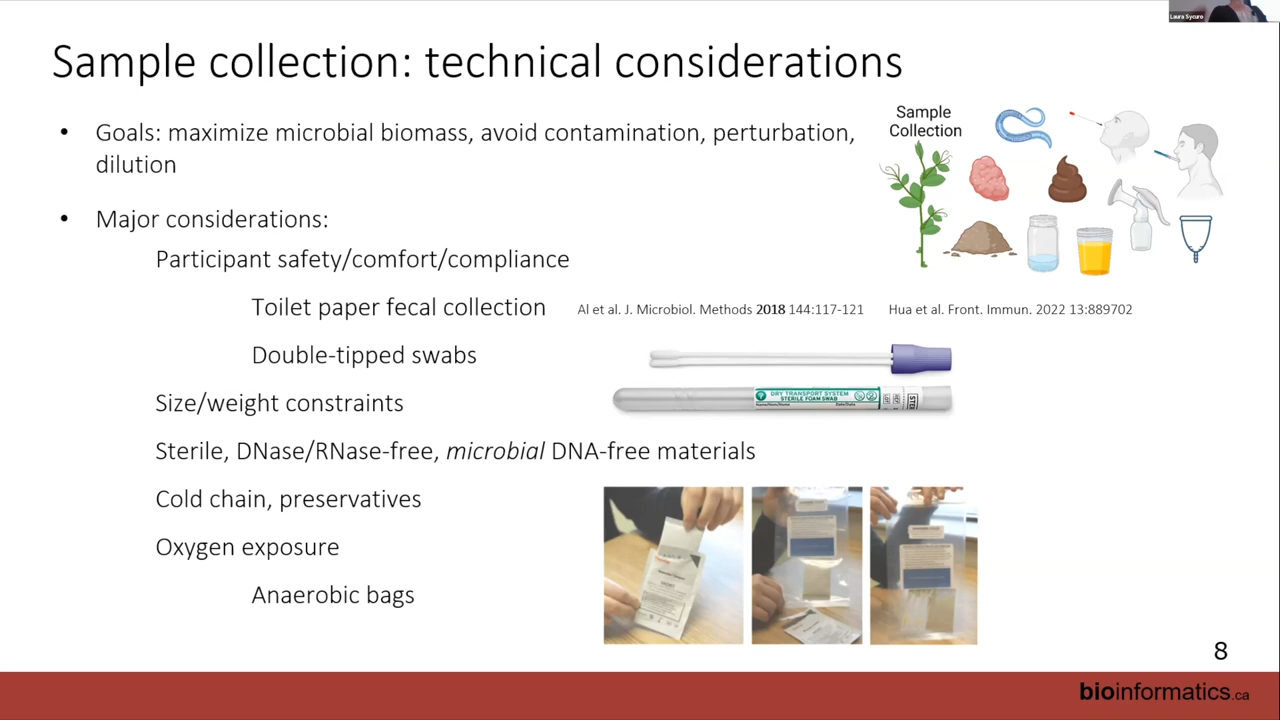 Laura Sycuro
Sample collection: technical considerations
• Goals: maximize microbial biomass, avoid contamination, perturbation,
dilution
Sample
Collection
• Major considerations:
Participant safety/comfort/compliance
Toilet paper fecal collection
Al et al. J. Microbiol. Methods 2018 144:117-121
Hua et al. Front. Immun. 2022 13:889702
Double-tipped swabs
DRY TRANSPORT SYSTEM
STERILE FOAM SWAB
Size/weight constraints
Sterile, DNase/RNase-free, microbial DNA-free materials
Cold chain, preservatives
Oxygen exposure
Anaerobic bags
8
bioinformatics.ca